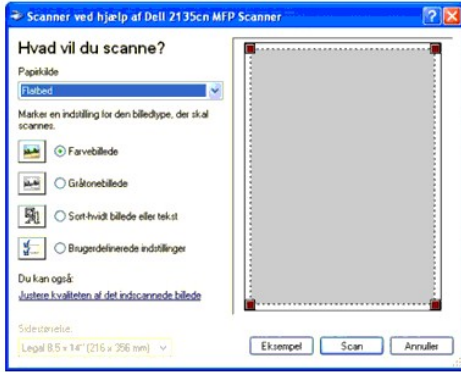 Scanner ved hjælp af Dell 2135cn MFP Scanner
Hvad vil du scanne?
Papirkilde
Flatbed
Marker en indstilling for den billedtype, der skal
scannes.
Farvebillede
Gråtonebillede
Sort-hvidt billede eller tekst
Brugerdefinerede indstillinger
Du kan også:
Justere kvaliteten af det indscannede billede
Sidestørrelse:
Legal 8.5 x 14" (216 x 356 mm)
Eksempel
Scan
Annuller